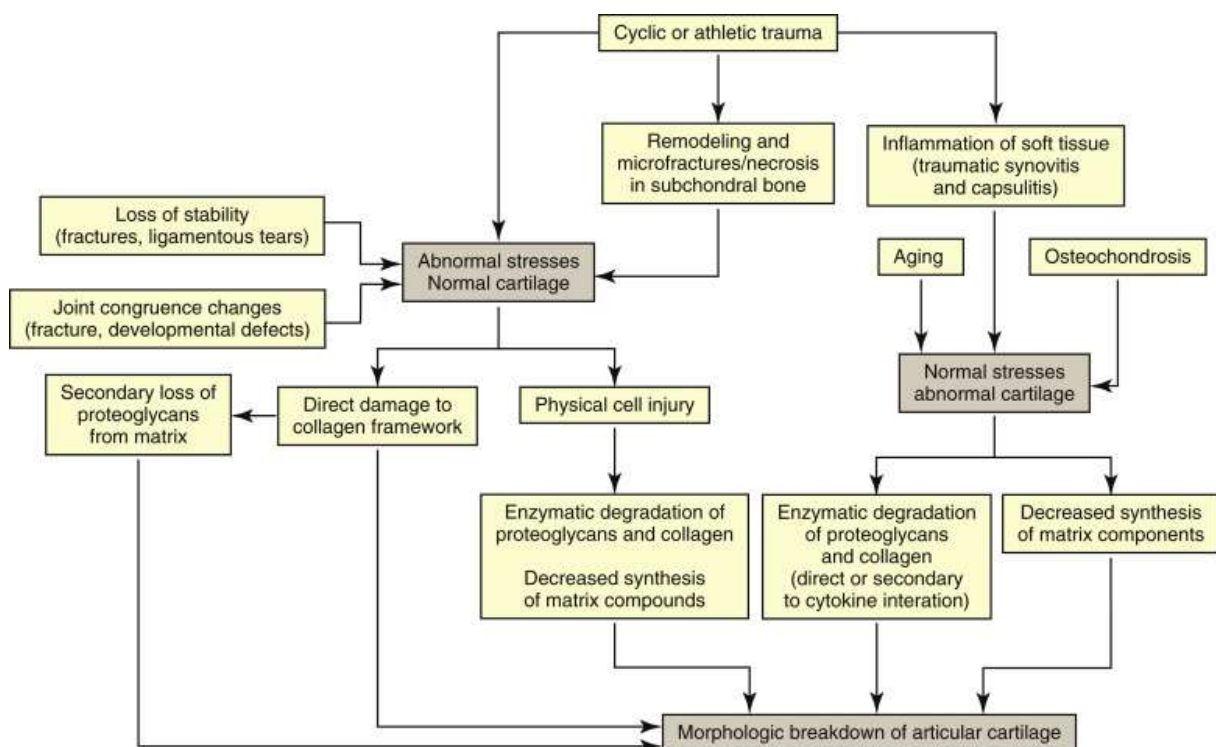 Cyclic or athletic trauma
Remodeling and
microfractures/necrosis
in subchondral bone
Inflammation of soft tissue
(traumatic synovitis
and capsulitis)
Loss of stability
(fractures, ligamentous tears)
Abnormal stresses
Normal cartilage
Aging
Osteochondrosis
Joint congruence changes
(fracture, developmental defects)
Normal stresses
abnormal cartilage
Secondary loss of
proteoglycans
from matrix
Direct damage to
collagen framework
Physical cell injury
Enzymatic degradation of
proteoglycans and collagen
Decreased synthesis
of matrix compounds
Enzymatic degradation
of proteoglycans
and collagen
(direct or secondary
to cytokine interation)
Decreased synthesis
of matrix components
Morphologic breakdown of articular cartilage